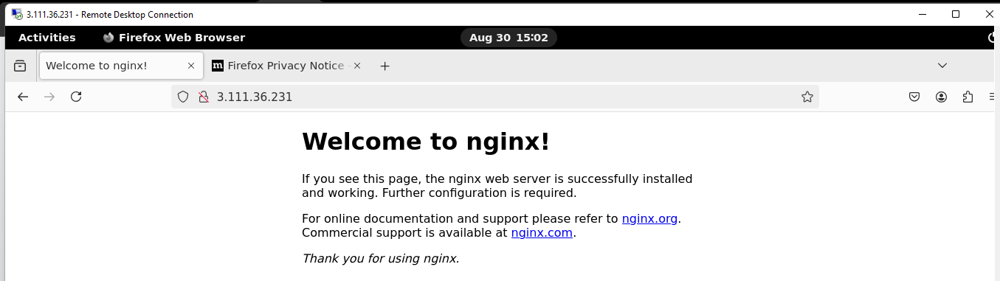 3.111.36.231 - Remote Desktop Connection
Activities Firefox Web Browser Aug 30 15:02
Welcome to nginx! Firefox Privacy Notice -
3.111.36.231
Welcome to nginx!
If you see this page, the nginx web server is successfully installed
and working. Further configuration is required.
For online documentation and support please refer to nginx.org.
Commercial support is available at nginx.com.
Thank you for using nginx.